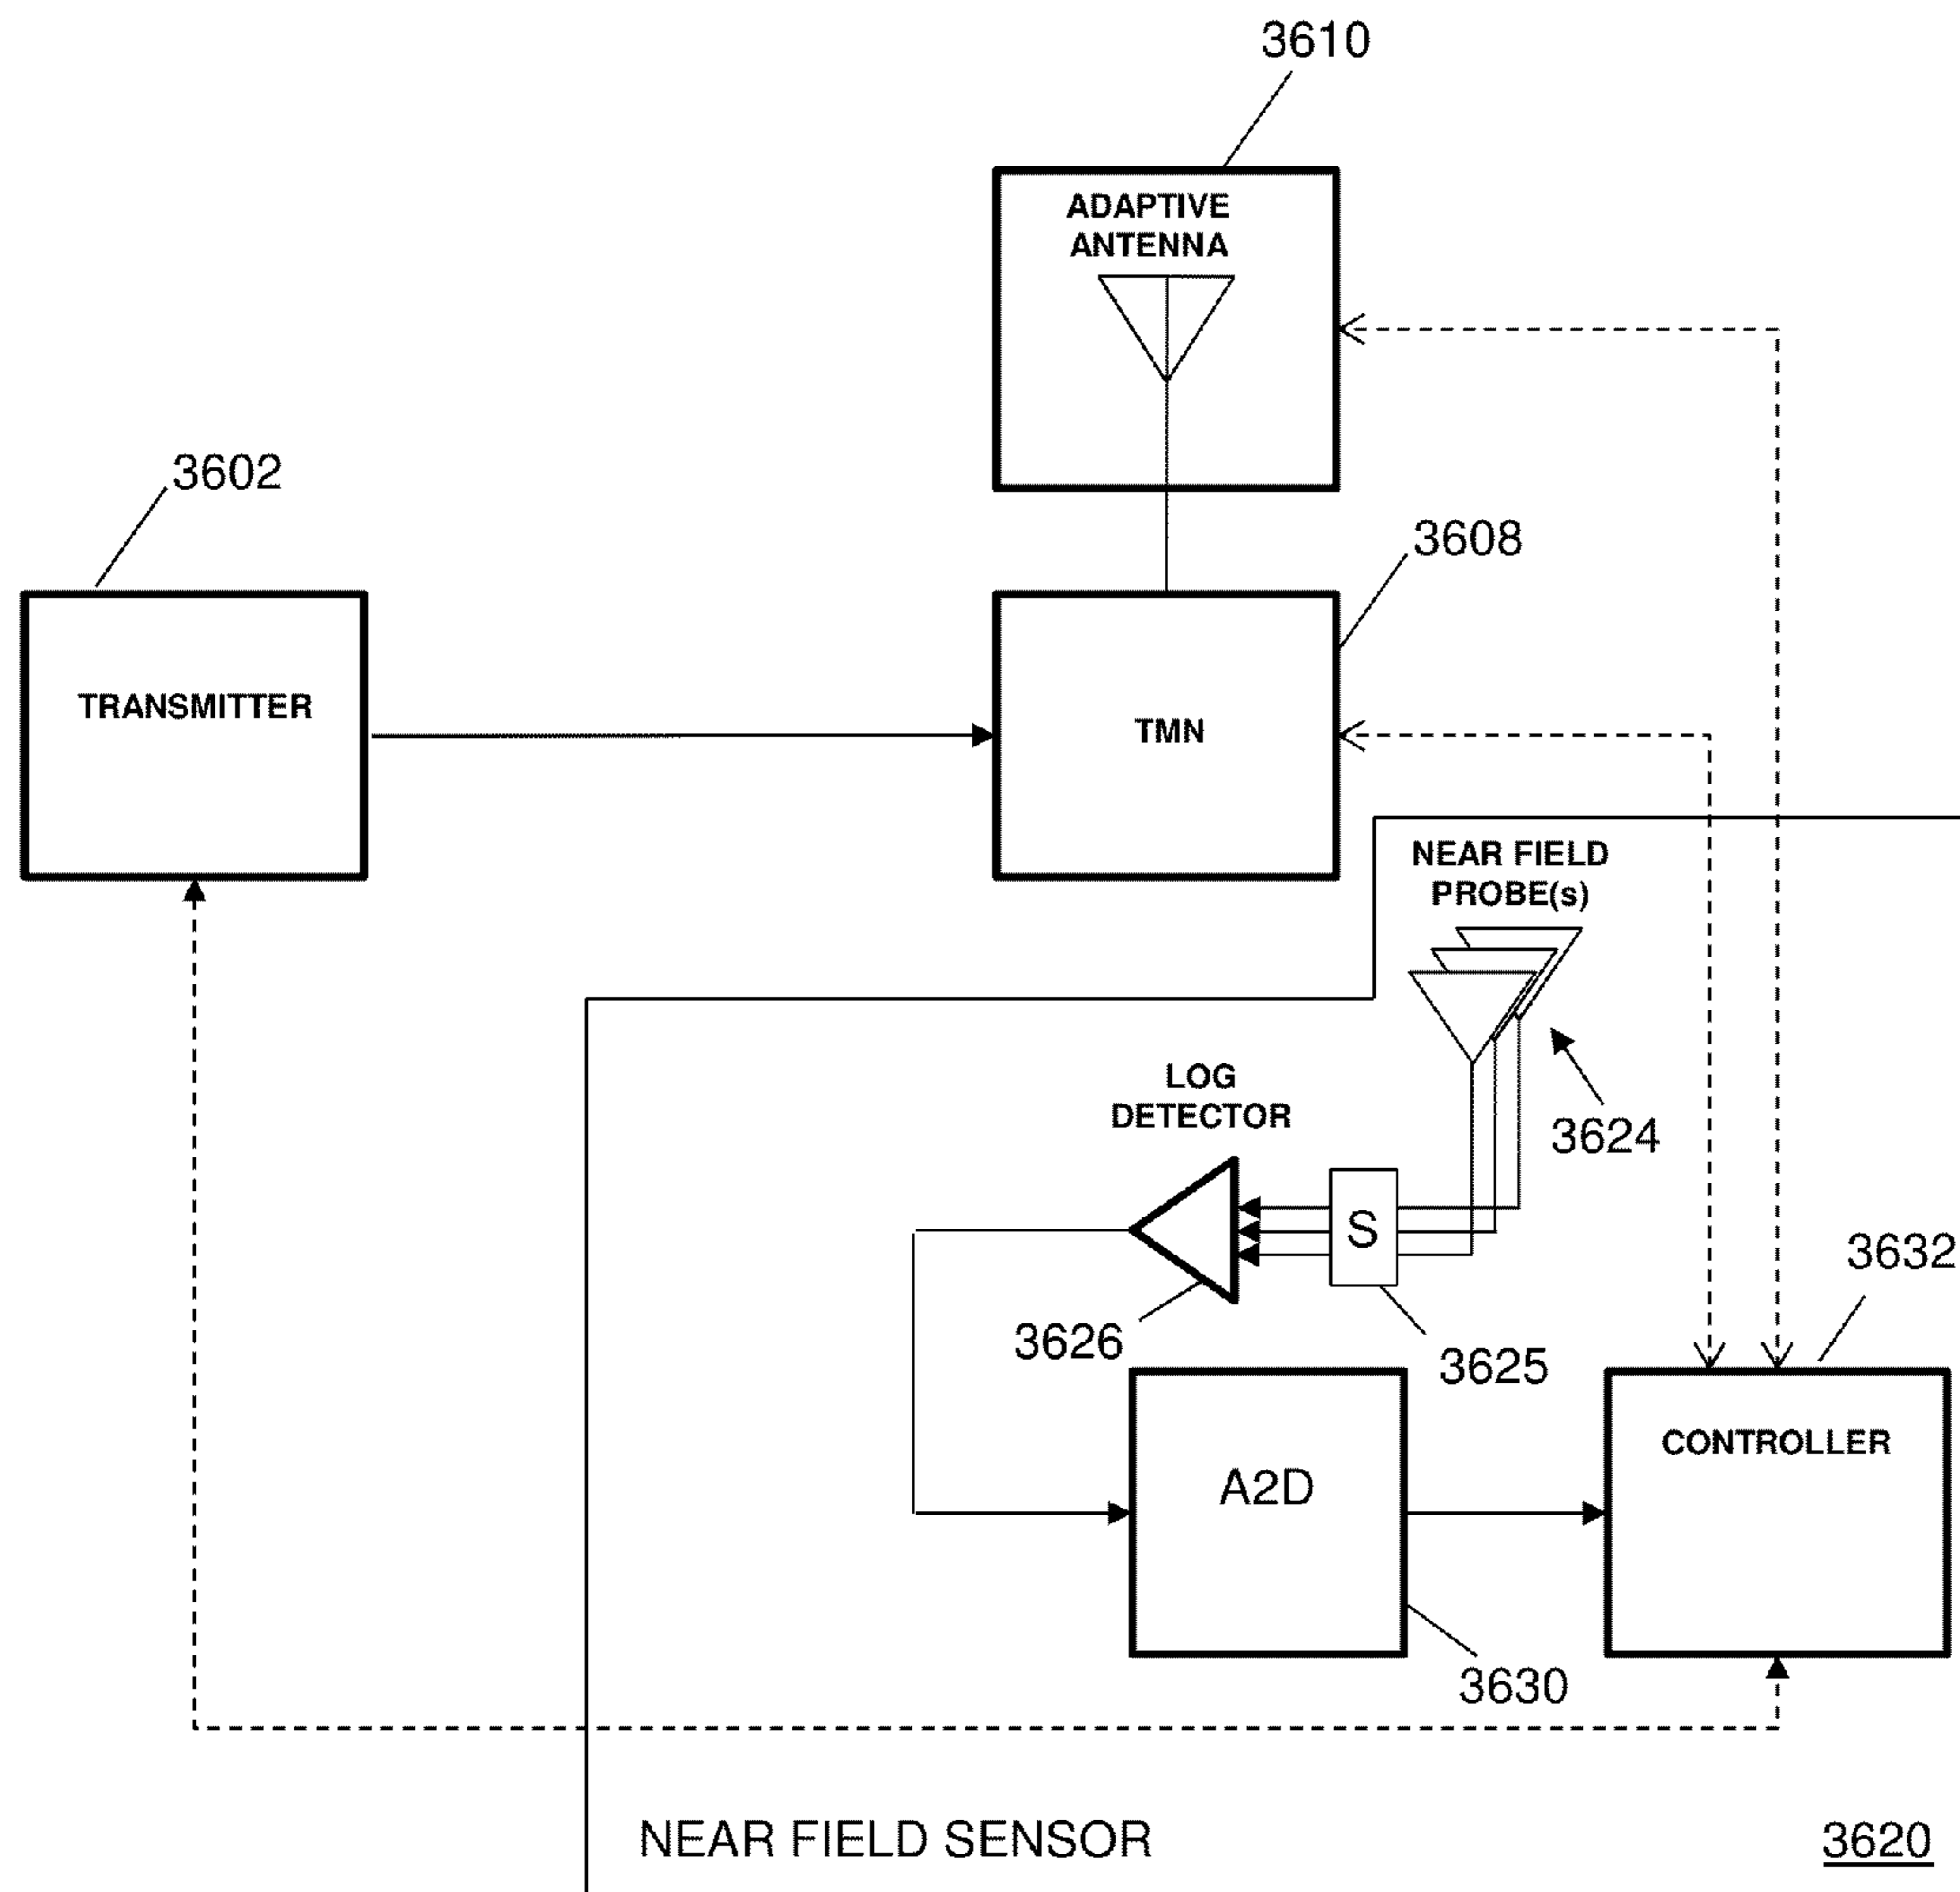 3610
ADAPTIVE
ANTENNA
3602
3608
TRANSMITTER
TMN
NEAR FIELD
PROBE(s)
LOG
DETECTOR
3624
S
3632
3626
3625
CONTROLLER
A2D
3630
NEAR FIELD SENSOR
3620